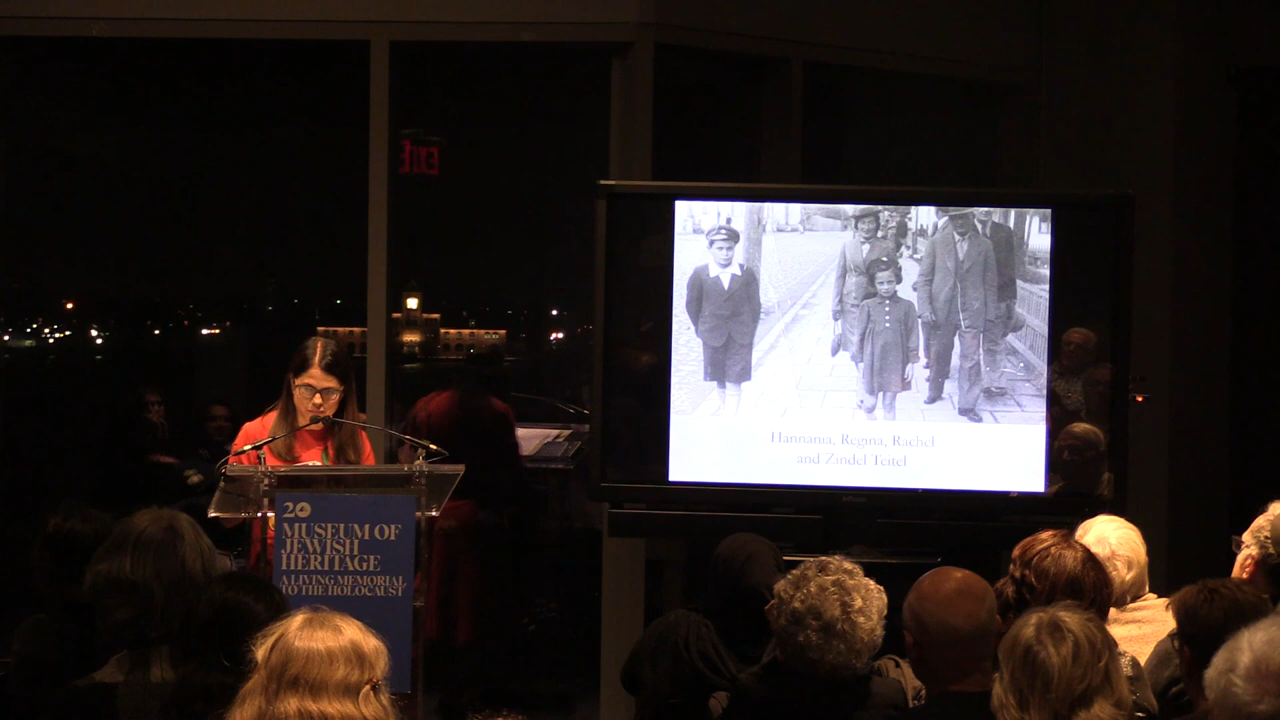 EXIT
Hannania, Regina, Rachel
and Zindel Teitel
20
MUSEUM OF
JEWISH
HERITAGE
A LIVING MEMORIAL
TO THE HOLOCAUST